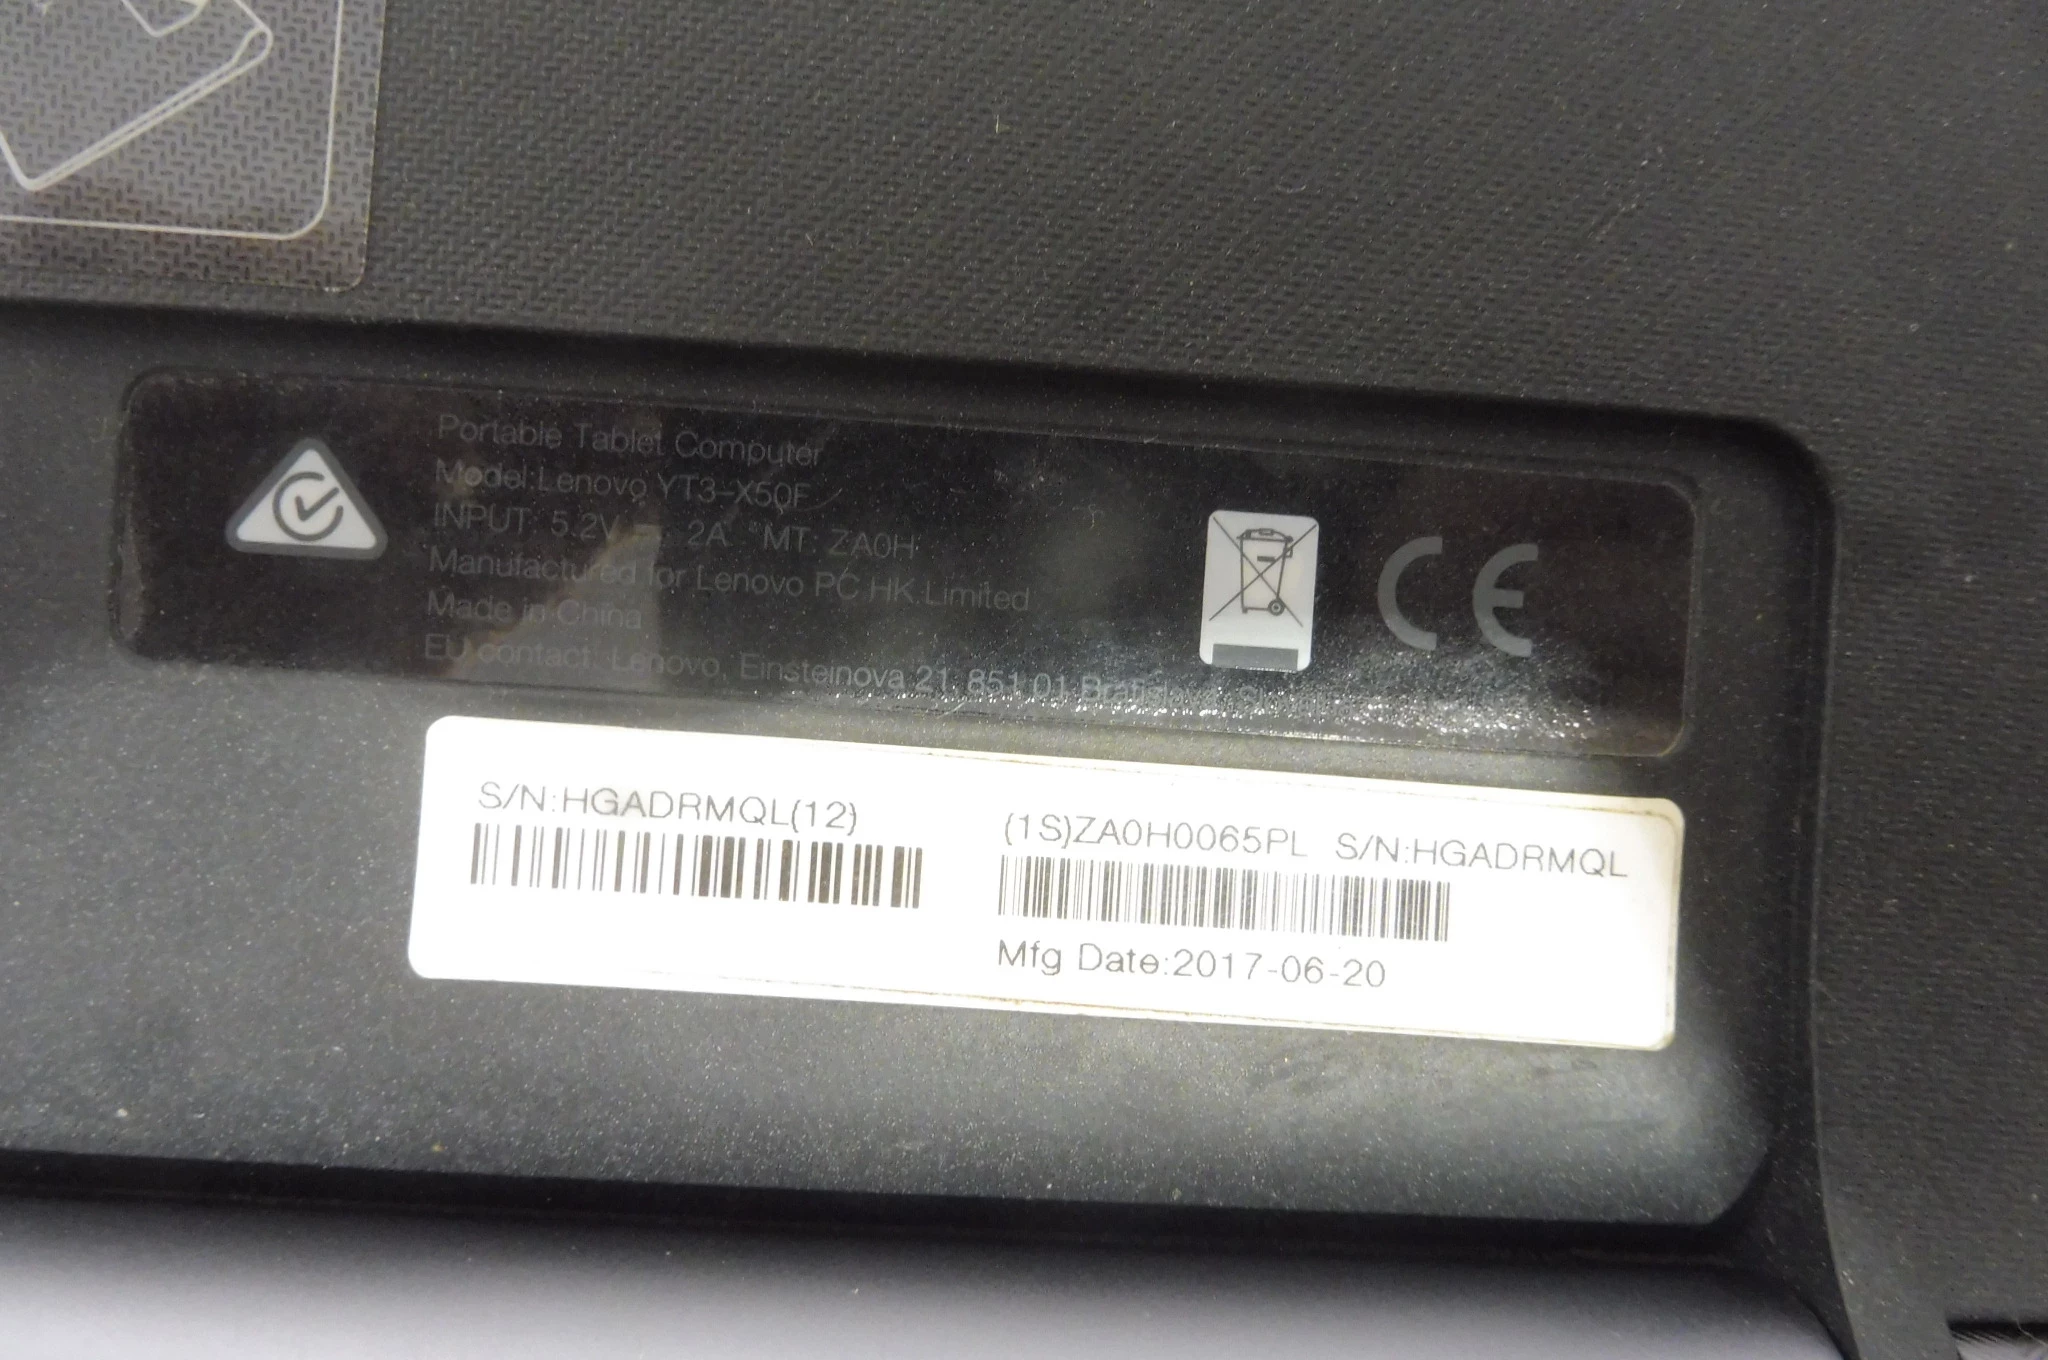 Portable Tablet Computer
Model:Lenovo YT3-X50F
INPUT: 5.2V ⎓ 2A MT: ZA0H
Manufactured for Lenovo PC HK Limited
Made in China
EU contact: Lenovo, Einsteinova 21, 851 01 Bratislava,
CE
S/N:HGADRMQL(12)
(1S)ZA0H0065PL S/N:HGADRMQL
Mfg Date:2017-06-20